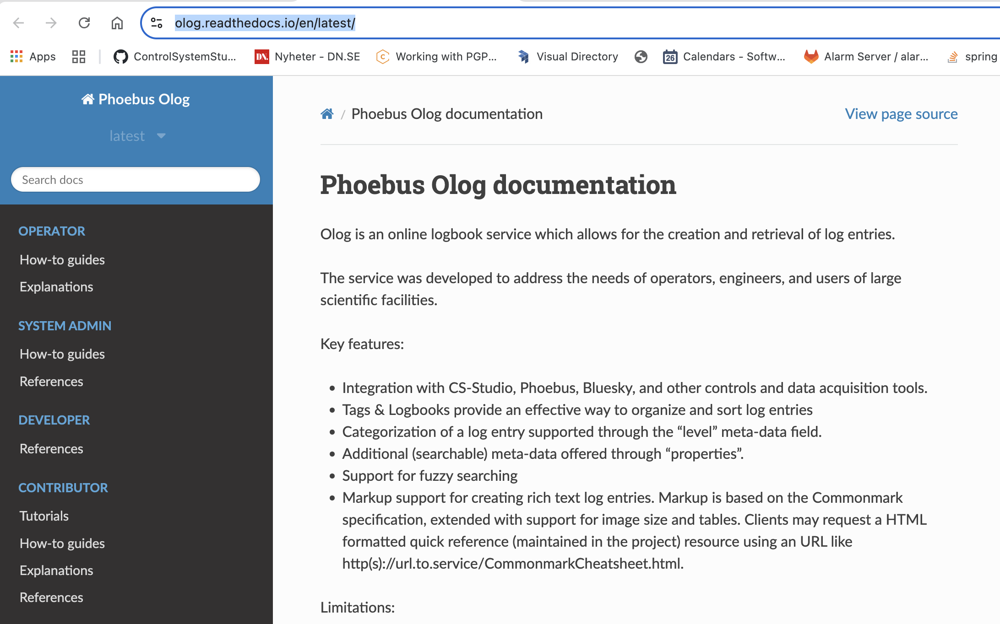 olog.readthedocs.io/en/latest/
Apps
ControlSystemStu...
DN.
Nyheter - DN.SE
C
Working with PGP...
Visual Directory
26
Calendars - Softw...
Alarm Server / alar...
spring
Phoebus Olog
latest
Search docs
OPERATOR
How-to guides
Explanations
SYSTEM ADMIN
How-to guides
References
DEVELOPER
References
CONTRIBUTOR
Tutorials
How-to guides
Explanations
References
/ Phoebus Olog documentation
View page source
Phoebus Olog documentation
Olog is an online logbook service which allows for the creation and retrieval of log entries.
The service was developed to address the needs of operators, engineers, and users of large
scientific facilities.
Key features:
• Integration with CS-Studio, Phoebus, Bluesky, and other controls and data acquisition tools.
• Tags & Logbooks provide an effective way to organize and sort log entries
• Categorization of a log entry supported through the “level” meta-data field.
• Additional (searchable) meta-data offered through “properties”.
• Support for fuzzy searching
• Markup support for creating rich text log entries. Markup is based on the Commonmark
specification, extended with support for image size and tables. Clients may request a HTML
formatted quick reference (maintained in the project) resource using an URL like
http(s)://url.to.service/CommonmarkCheatsheet.html.
Limitations: